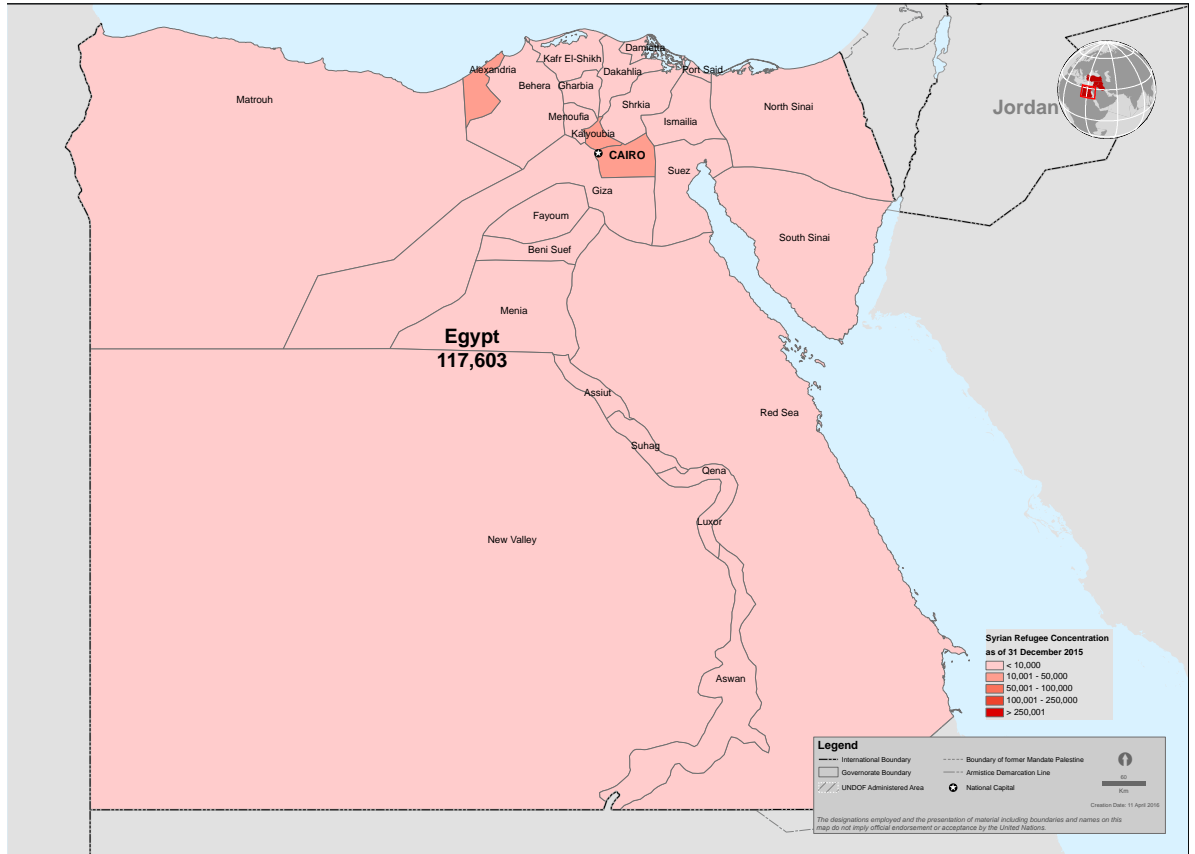 Damietta
Kafr El-Shikh
Alexandria
Dakahlia
Port Said
Behera
Gharbia
Matrouh
Shrkia
North Sinai
Jordan
Menoufia
Ismailia
Kalyoubia
CAIRO
Suez
Giza
Fayoum
South Sinai
Beni Suef
Menia
Egypt
117,603
Assiut
Red Sea
Suhag
Qena
Luxor
New Valley
Aswan
Syrian Refugee Concentration
as of 31 December 2015
< 10,000
10,001 - 50,000
50,001 - 100,000
100,001 - 250,000
> 250,001
Legend
International Boundary
Governorate Boundary
UNDOF Administered Area
Boundary of former Mandate Palestine
Armistice Demarcation Line
National Capital
60
Km
Creation Date: 11 April 2016
The designations employed and the presentation of material including boundaries and names on this
map do not imply official endorsement or acceptance by the United Nations.